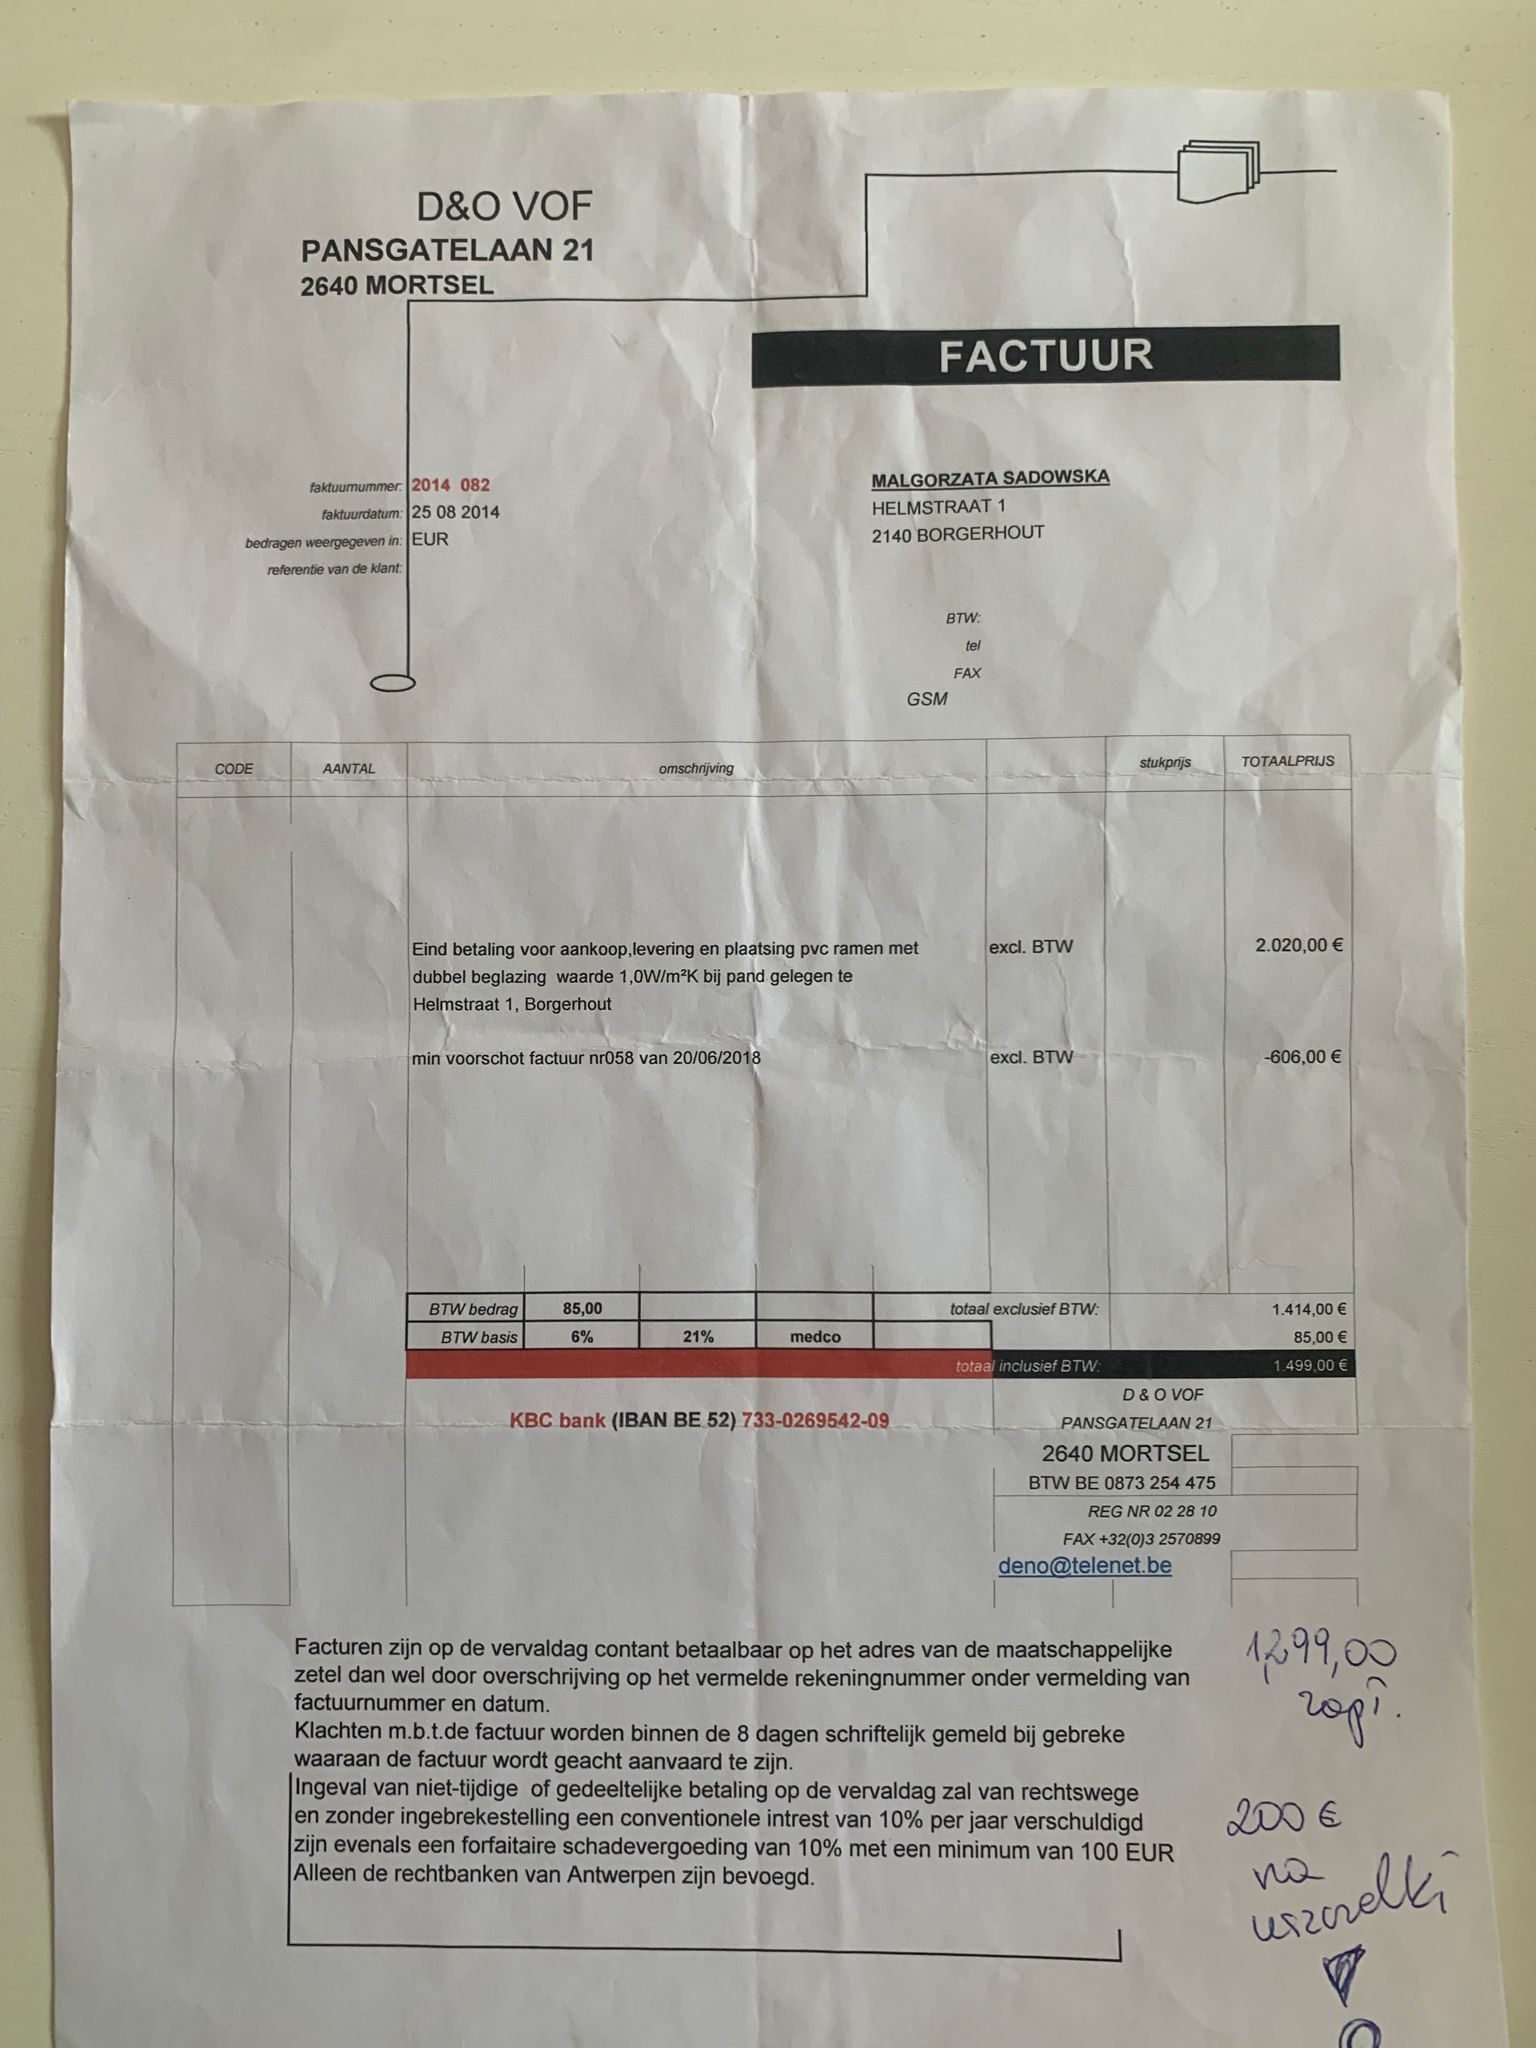 D&O VOF
PANSGATELAAN 21
2640 MORTSEL
FACTUUR
faktuurnummer: 2014 082
faktuurdatum: 25 08 2014
bedragen weergegeven in: EUR
referentie van de klant:
MALGORZATA SADOWSKA
HELMSTRAAT 1
2140 BORGERHOUT
BTW:
tel
FAX
GSM
CODE AANTAL omschrijving stukprijs TOTAALPRIJS
Eind betaling voor aankoop,levering en plaatsing pvc ramen met excl. BTW 2.020,00 €
dubbel beglazing waarde 1,0W/m²K bij pand gelegen te
Helmstraat 1, Borgerhout
min voorschot factuur nr058 van 20/06/2018 excl. BTW -606,00 €
BTW bedrag 85,00 totaal exclusief BTW: 1.414,00 €
BTW basis 6% 21% medco 85,00 €
totaal inclusief BTW: 1.499,00 €
KBC bank (IBAN BE 52) 733-0269542-09
D & O VOF
PANSGATELAAN 21
2640 MORTSEL
BTW BE 0873 254 475
REG NR 02 28 10
FAX +32(0)3 2570899
deno@telenet.be
Facturen zijn op de vervaldag contant betaalbaar op het adres van de maatschappelijke
zetel dan wel door overschrijving op het vermelde rekeningnummer onder vermelding van
factuurnummer en datum.
Klachten m.b.t.de factuur worden binnen de 8 dagen schriftelijk gemeld bij gebreke
waaraan de factuur wordt geacht aanvaard te zijn.
Ingeval van niet-tijdige of gedeeltelijke betaling op de vervaldag zal van rechtswege
en zonder ingebrekestelling een conventionele intrest van 10% per jaar verschuldigd
zijn evenals een forfaitaire schadevergoeding van 10% met een minimum van 100 EUR
Alleen de rechtbanken van Antwerpen zijn bevoegd.
1,299,00
zapł.
200 €
na
uszczelki